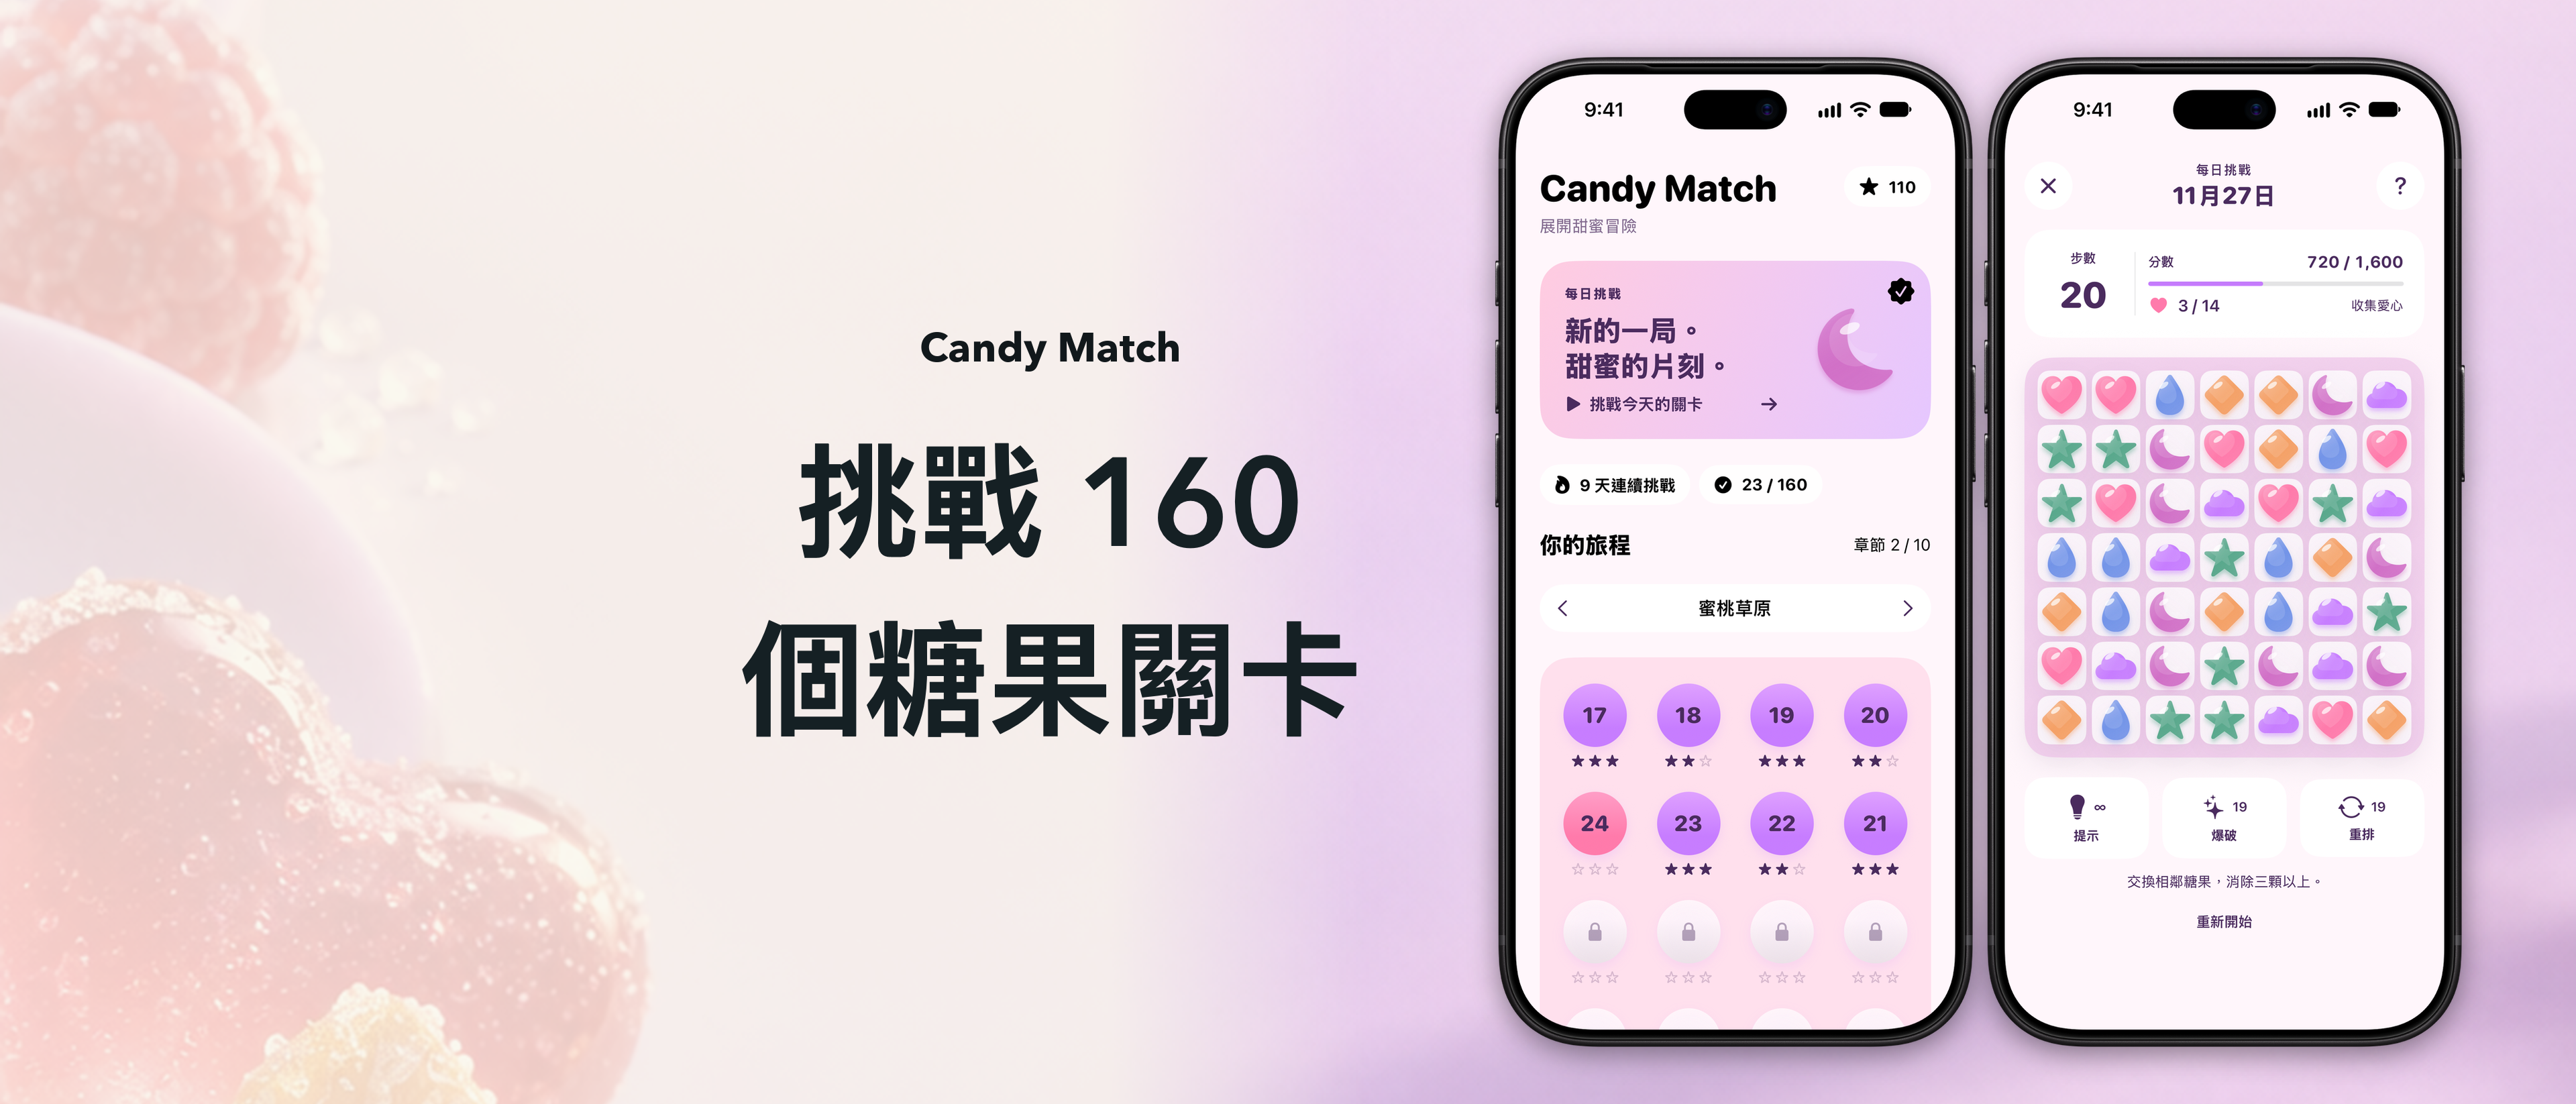 Candy Match
挑戰 160
個糖果關卡
9:41
Candy Match
110
展開甜蜜冒險
每日挑戰
新的一局。
甜蜜的片刻。
挑戰今天的關卡
9 天連續挑戰
23 / 160
你的旅程
章節 2 / 10
蜜桃草原
17 18 19 20
24 23 22 21
9:41
每日挑戰
11月27日
?
步數
20
分數
720 / 1,600
3 / 14
收集愛心
∞
提示
19
爆破
19
重排
交換相鄰糖果，消除三顆以上。
重新開始